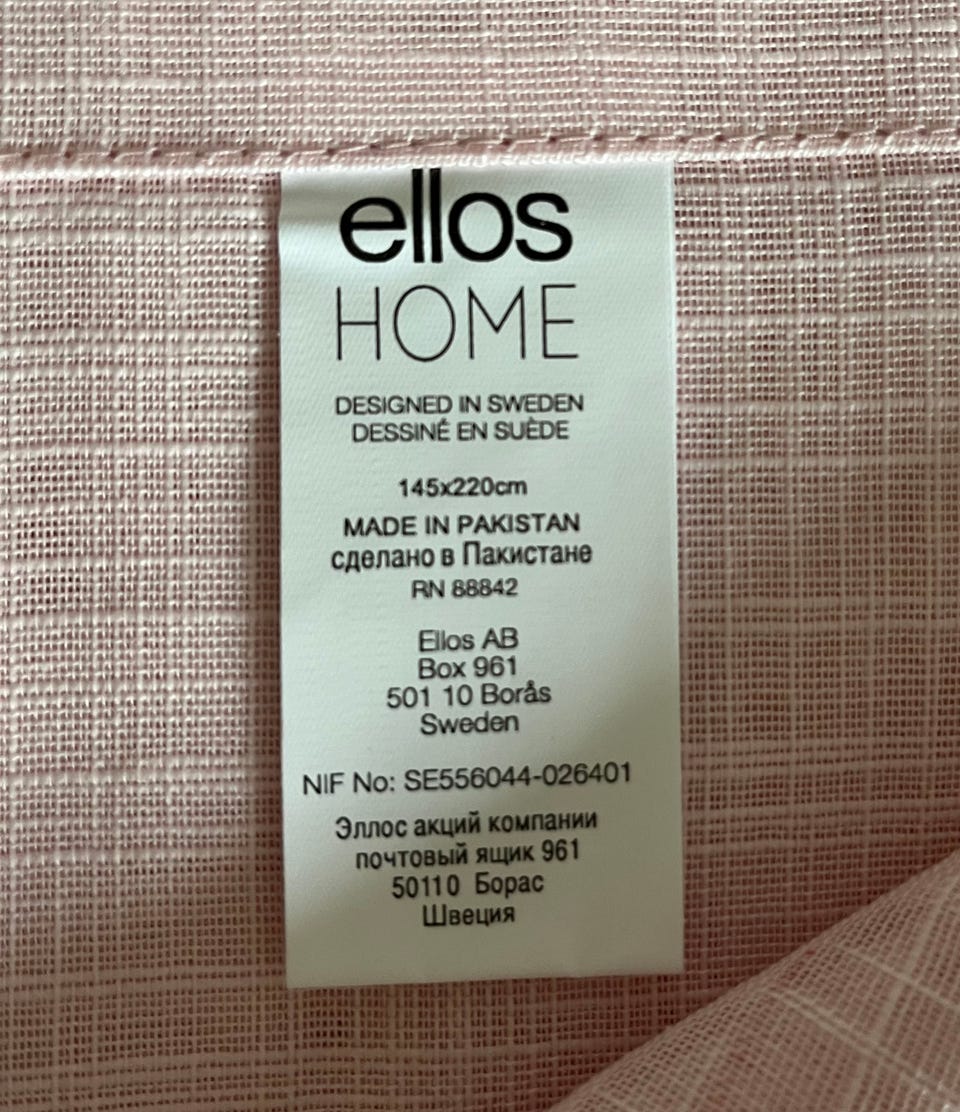 ellos
HOME
DESIGNED IN SWEDEN
DESSINÉ EN SUÈDE
145x220cm
MADE IN PAKISTAN
сделано в Пакистане
RN 88842
Ellos AB
Box 961
501 10 Borås
Sweden
NIF No: SE556044-026401
Эллос акций компании
почтовый ящик 961
50110 Борас
Швеция